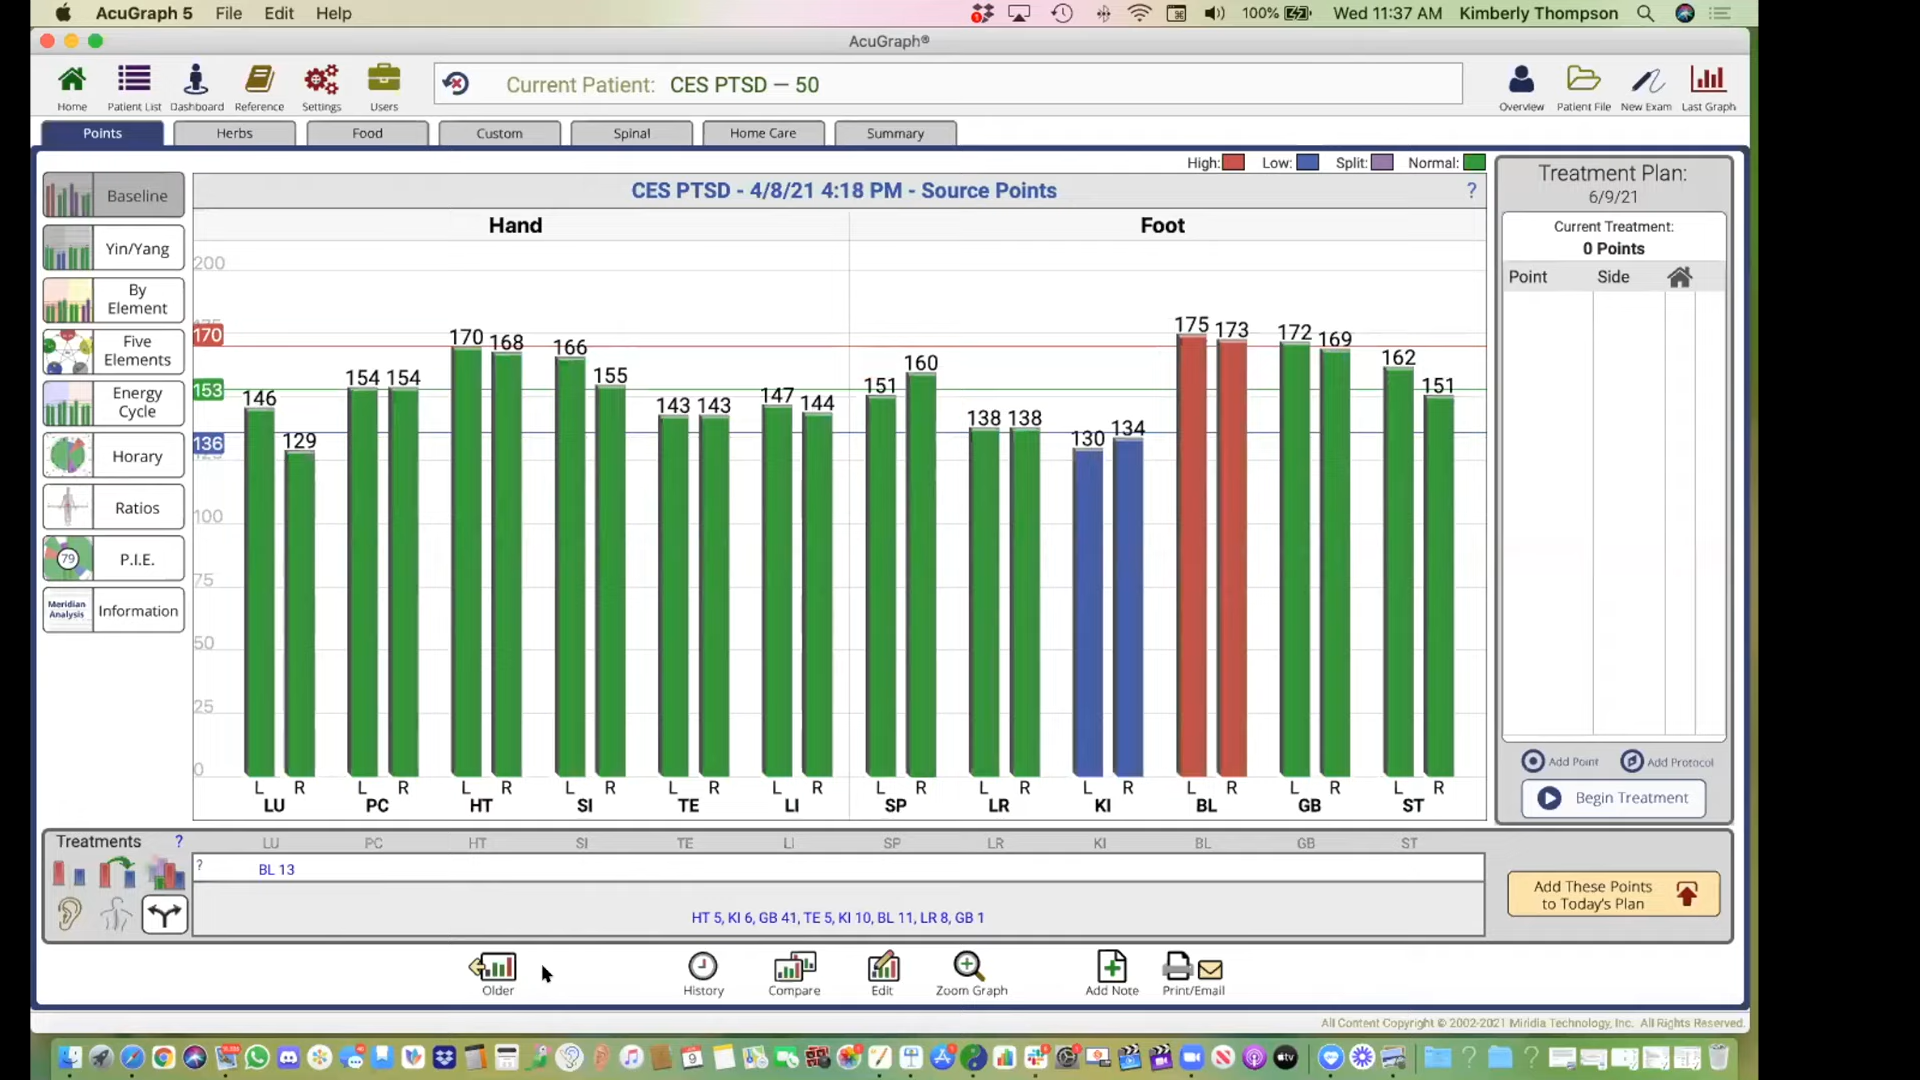 AcuGraph 5 File Edit Help 100% Wed 11:37 AM Kimberly Thompson
AcuGraph®
Home Patient List Dashboard Reference Settings Users
Current Patient: CES PTSD — 50
Overview Patient File New Exam Last Graph
Points Herbs Food Custom Spinal Home Care Summary
High: Low: Split: Normal:
CES PTSD - 4/8/21 4:18 PM - Source Points ?
Hand Foot
Baseline
Yin/Yang
By
Element
Five
Elements
Energy
Cycle
Horary
Ratios
79 P.I.E.
Meridian
Analysis
Information
200
170
153
136
100
75
50
25
0
146 129 154 154 170 168 166 155 143 143 147 144 151 160 138 138 130 134 175 173 172 169 162 151
L R L R L R L R L R L R L R L R L R L R L R L R
LU PC HT SI TE LI SP LR KI BL GB ST
Treatment Plan:
6/9/21
Current Treatment:
0 Points
Point Side
Add Point Add Protocol
Begin Treatment
Treatments ?
LU PC HT SI TE LI SP LR KI BL GB ST
? BL 13
HT 5, KI 6, GB 41, TE 5, KI 10, BL 11, LR 8, GB 1
Add These Points
to Today's Plan
Older History Compare Edit Zoom Graph Add Note Print/Email
All Content Copyright © 2002-2021 Miridia Technology, Inc. All Rights Reserved.